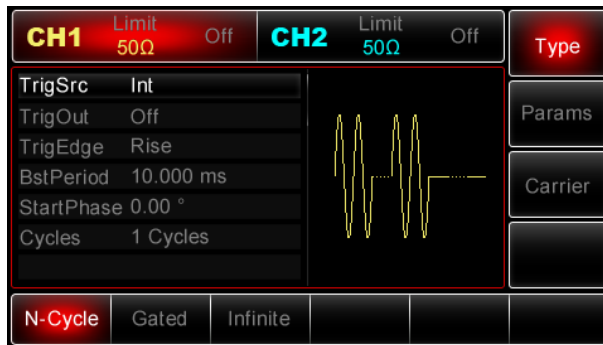 CH1 Limit 50Ω Off CH2 Limit 50Ω Off Type
TrigSrc Int
TrigOut Off
TrigEdge Rise
BstPeriod 10.000 ms
StartPhase 0.00 °
Cycles 1 Cycles
Params
Carrier
N-Cycle Gated Infinite